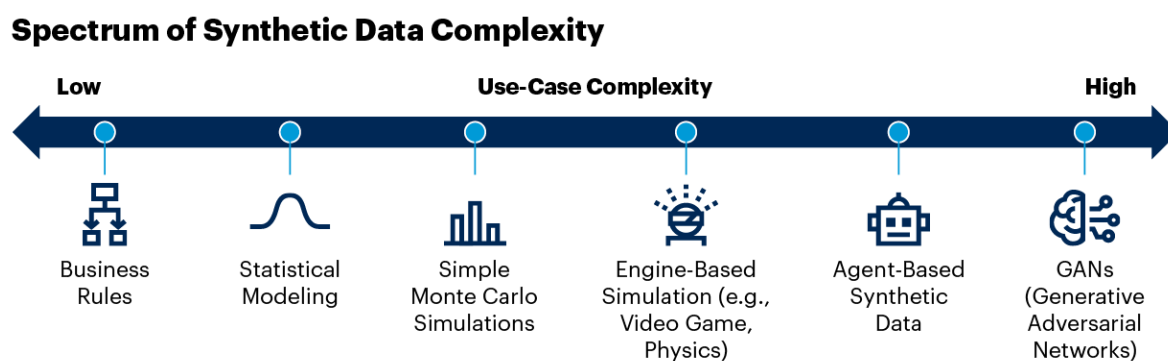 Spectrum of Synthetic Data Complexity
Low
Use-Case Complexity
High
Business
Rules
Statistical
Modeling
Simple
Monte Carlo
Simulations
Engine-Based
Simulation (e.g.,
Video Game,
Physics)
Agent-Based
Synthetic
Data
GANs
(Generative
Adversarial
Networks)